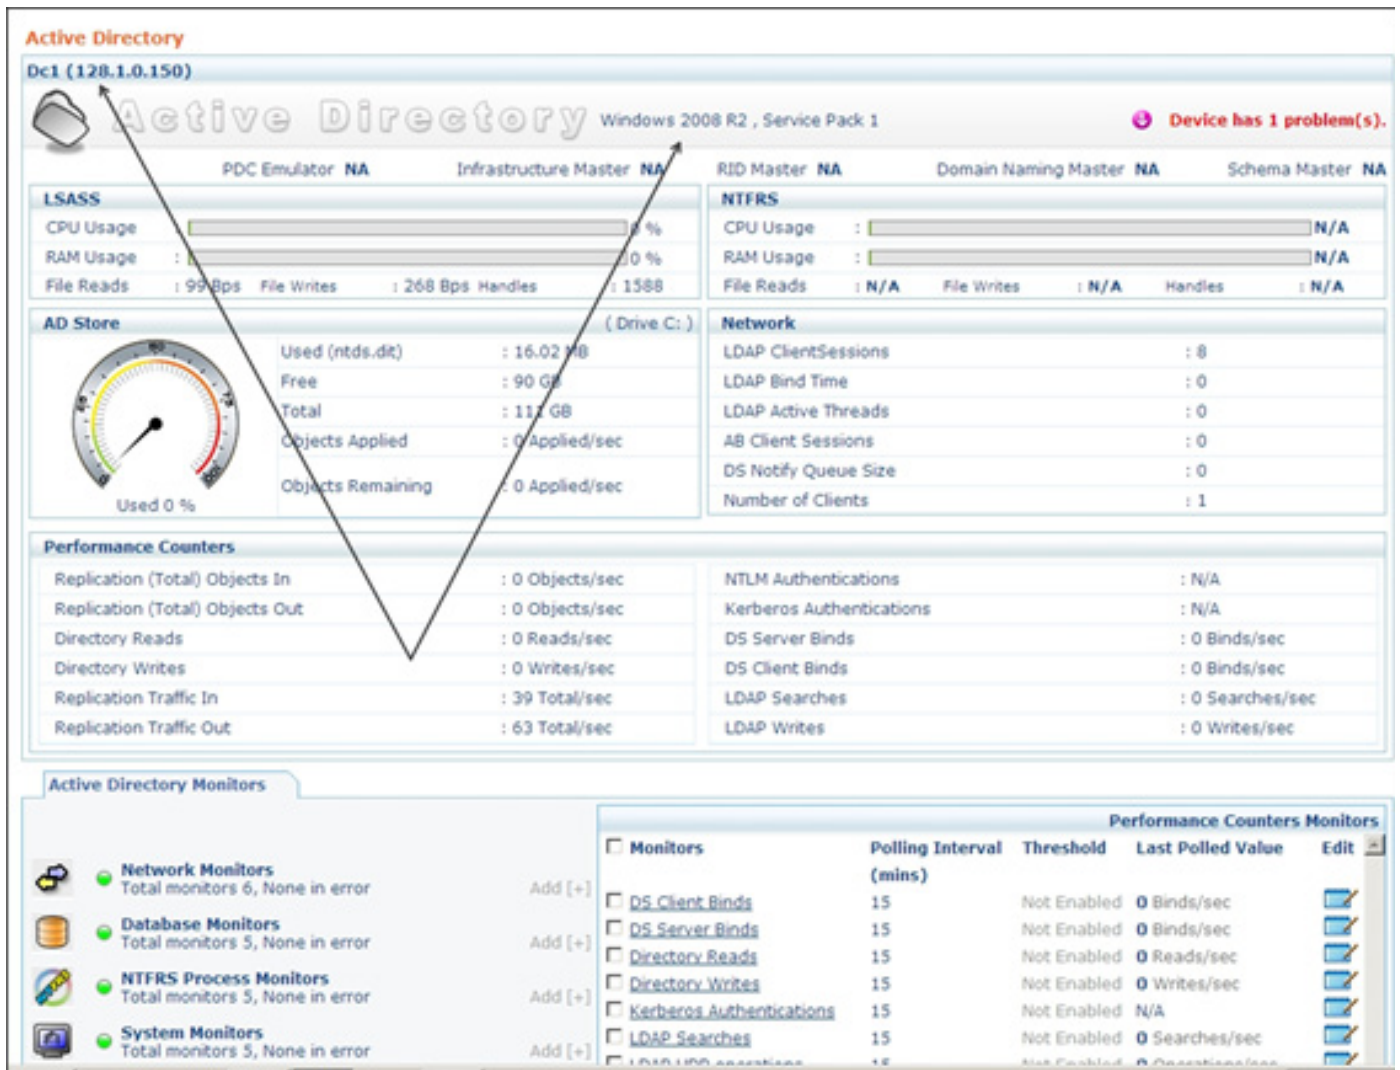 Active Directory
Dc1 (128.1.0.150)
Active Directory Windows 2008 R2 , Service Pack 1 Device has 1 problem(s).
PDC Emulator NA Infrastructure Master NA RID Master NA Domain Naming Master NA Schema Master NA
LSASS NTFRS
CPU Usage : 0 % CPU Usage : N/A
RAM Usage : 0 % RAM Usage : N/A
File Reads : 99 Bps File Writes : 268 Bps Handles : 1588 File Reads : N/A File Writes : N/A Handles : N/A
AD Store ( Drive C: ) Network
Used (ntds.dit) : 16.02 MB LDAP ClientSessions : 8
Free : 90 GB LDAP Bind Time : 0
Total : 111 GB LDAP Active Threads : 0
Objects Applied : 0 Applied/sec AB Client Sessions : 0
Objects Remaining : 0 Applied/sec DS Notify Queue Size : 0
Used 0 % Number of Clients : 1
Performance Counters
Replication (Total) Objects In : 0 Objects/sec NTLM Authentications : N/A
Replication (Total) Objects Out : 0 Objects/sec Kerberos Authentications : N/A
Directory Reads : 0 Reads/sec DS Server Binds : 0 Binds/sec
Directory Writes : 0 Writes/sec DS Client Binds : 0 Binds/sec
Replication Traffic In : 39 Total/sec LDAP Searches : 0 Searches/sec
Replication Traffic Out : 63 Total/sec LDAP Writes : 0 Writes/sec
Active Directory Monitors
Performance Counters Monitors
Monitors Polling Interval (mins) Threshold Last Polled Value Edit
Network Monitors
Total monitors 6, None in error Add [+]
Database Monitors
Total monitors 5, None in error Add [+]
NTFRS Process Monitors
Total monitors 5, None in error Add [+]
System Monitors
Total monitors 5, None in error Add [+]
DS Client Binds 15 Not Enabled 0 Binds/sec
DS Server Binds 15 Not Enabled 0 Binds/sec
Directory Reads 15 Not Enabled 0 Reads/sec
Directory Writes 15 Not Enabled 0 Writes/sec
Kerberos Authentications 15 Not Enabled N/A
LDAP Searches 15 Not Enabled 0 Searches/sec
LDAP UDP operations 15 Not Enabled 0 Operations/sec